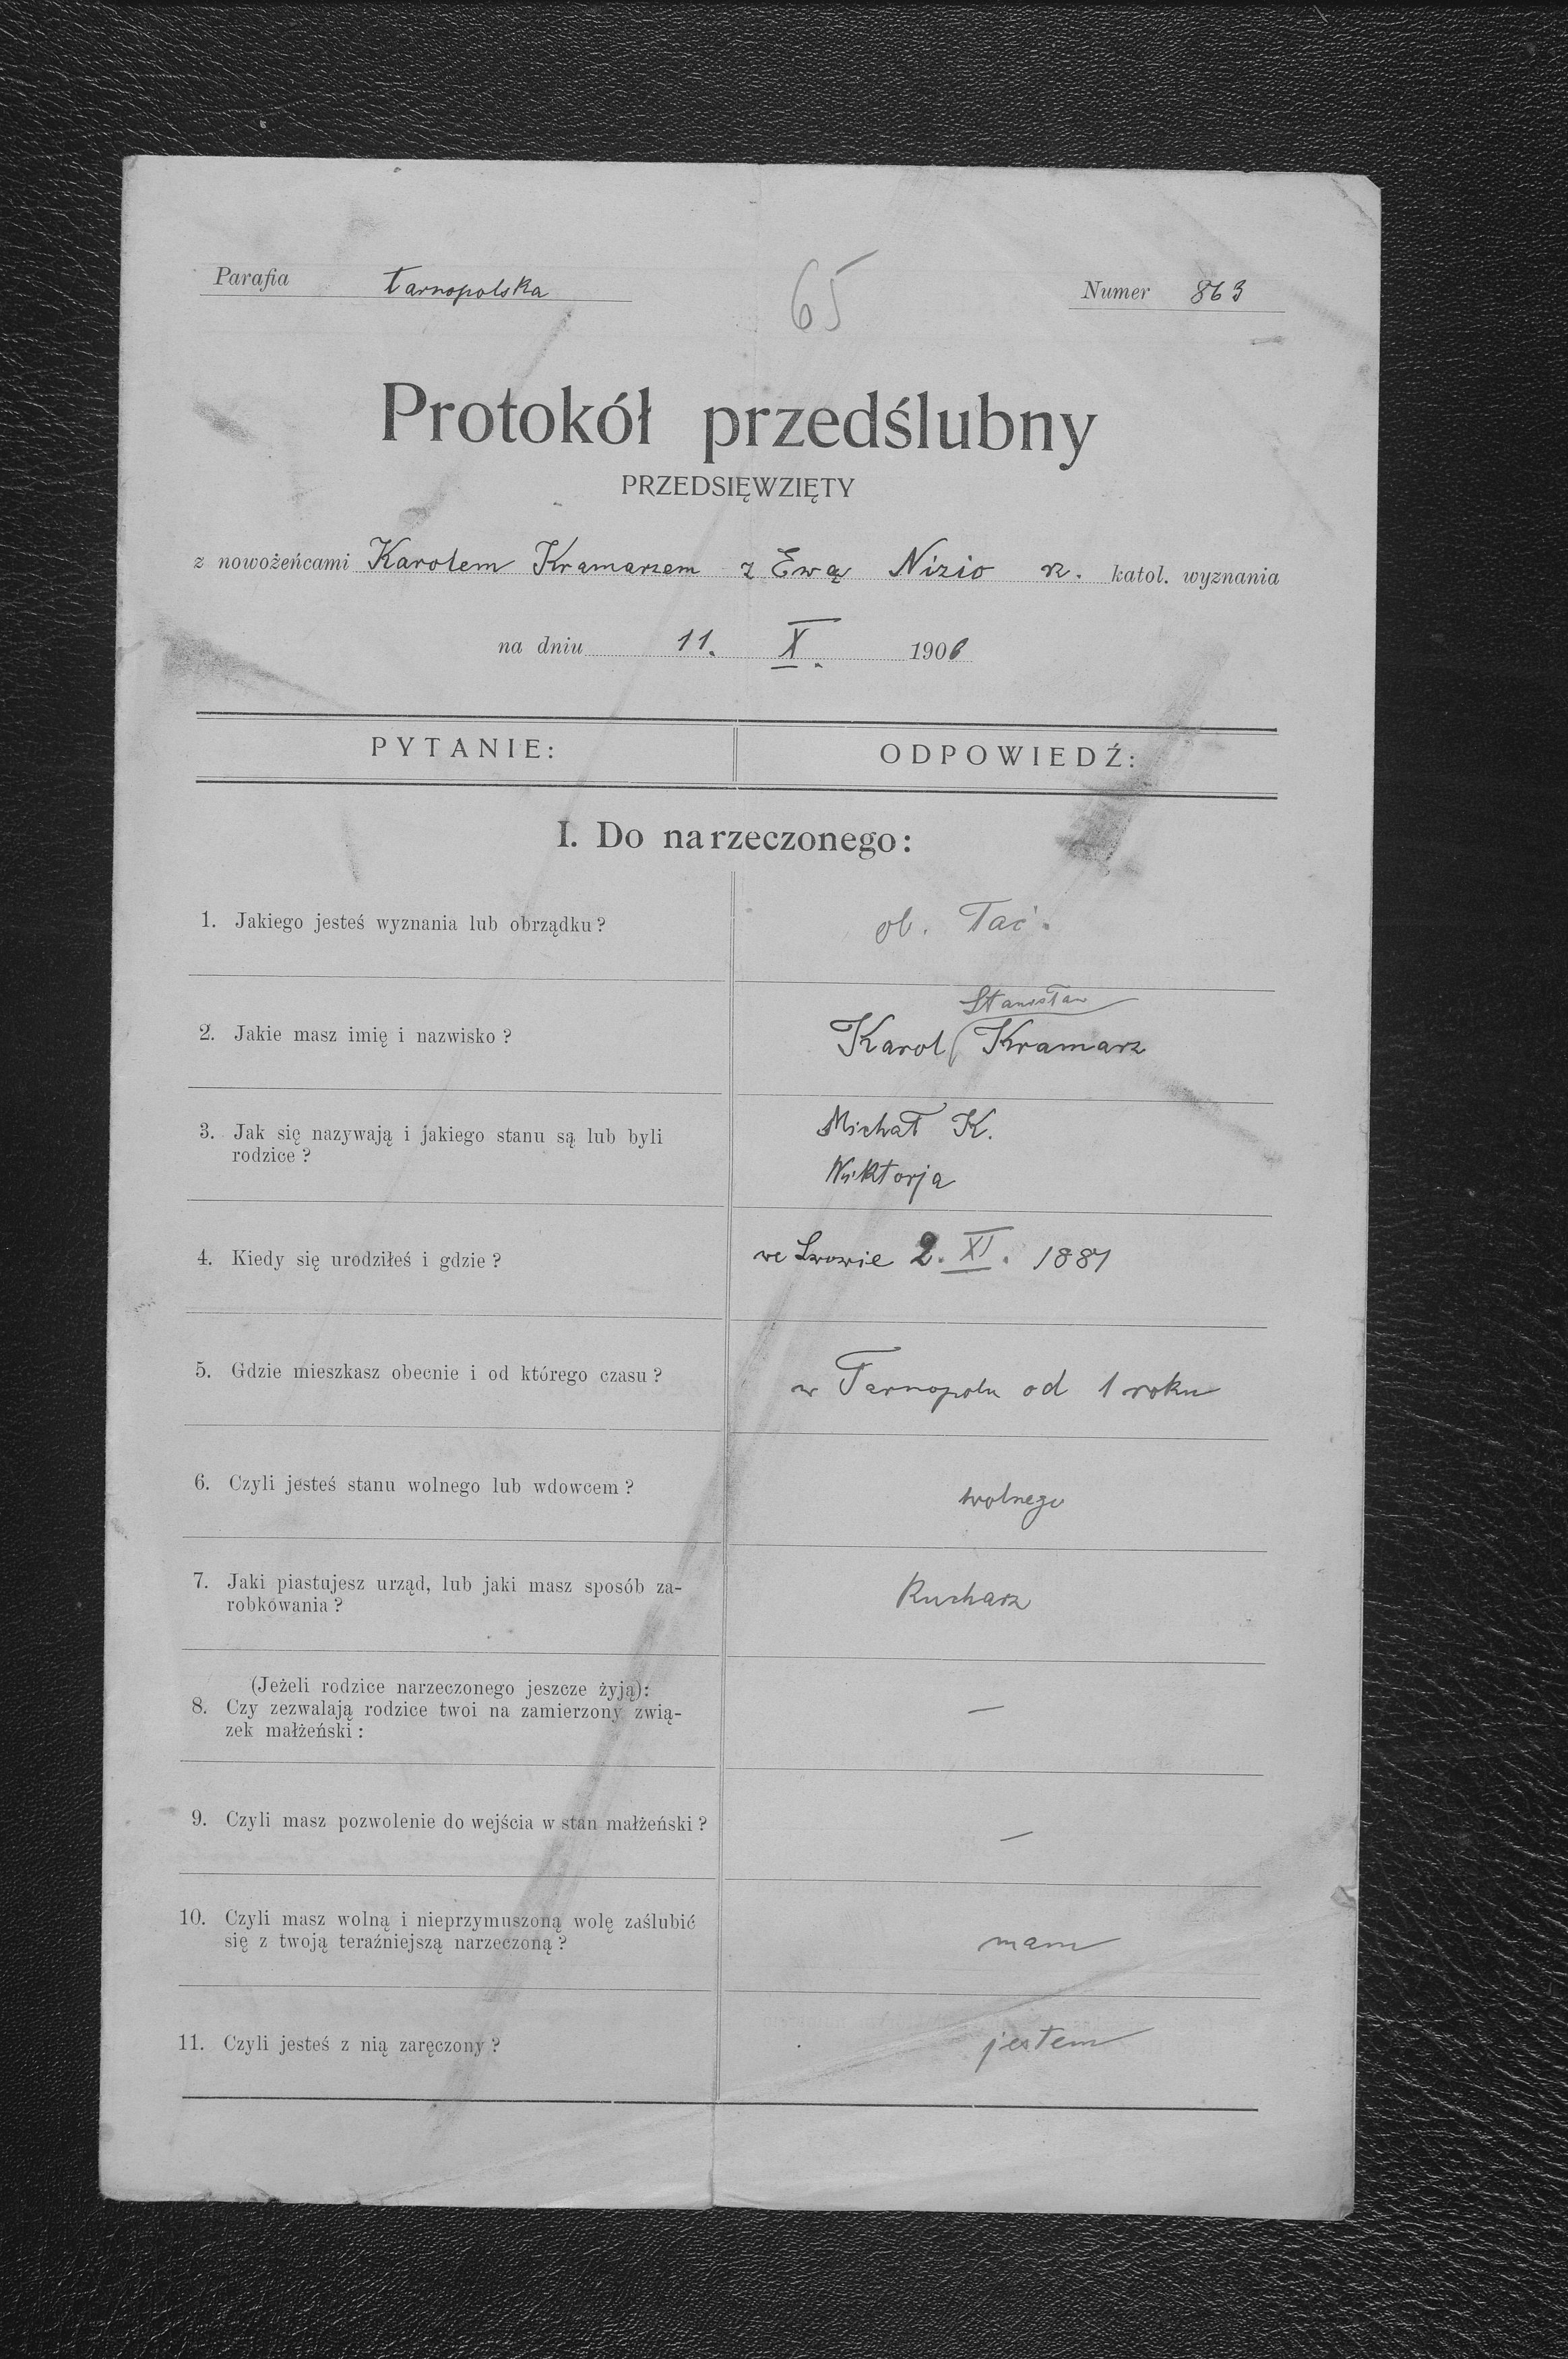 Parafia tarnopolska
65
Numer 863
Protokół przedślubny
PRZEDSIĘWZIĘTY
z nowożeńcami Karolem Kramarzem z Ewą Nizio rz. katol. wyznania
na dniu 11. X. 1906
PYTANIE:
ODPOWIEDŹ:
I. Do narzeczonego:
1. Jakiego jesteś wyznania lub obrządku?
ob. łać.
2. Jakie masz imię i nazwisko?
Stanisław
Karol Kramarz
3. Jak się nazywają i jakiego stanu są lub byli
rodzice?
Michał K.
Wiktorja
4. Kiedy się urodziłeś i gdzie?
we Lwowie 2. XI. 1881
5. Gdzie mieszkasz obecnie i od którego czasu?
w Tarnopolu od 1 roku
6. Czyli jesteś stanu wolnego lub wdowcem?
wolnego
7. Jaki piastujesz urząd, lub jaki masz sposób za-
robkowania?
Kucharz
(Jeżeli rodzice narzeczonego jeszcze żyją):
8. Czy zezwalają rodzice twoi na zamierzony zwią-
zek małżeński:
—
9. Czyli masz pozwolenie do wejścia w stan małżeński?
—
10. Czyli masz wolną i nieprzymuszoną wolę zaślubić
się z twoją teraźniejszą narzeczoną?
mam
11. Czyli jesteś z nią zaręczony?
jestem